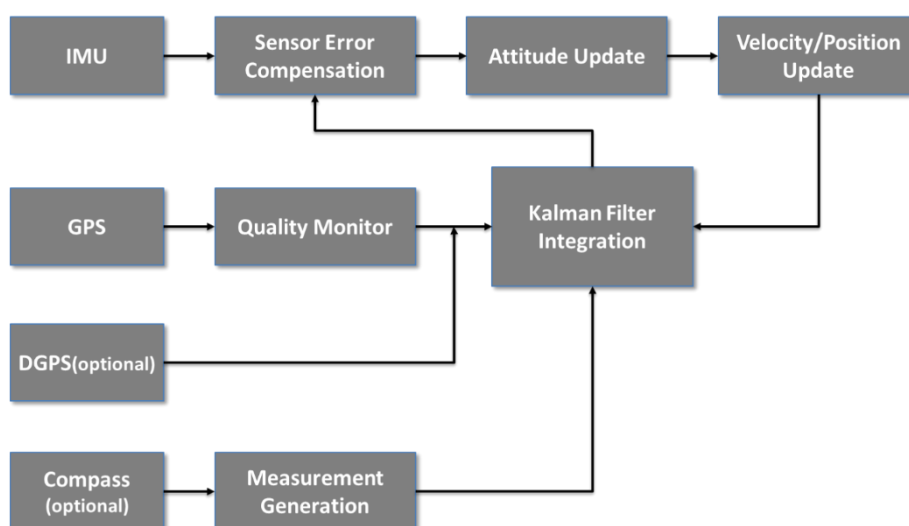 IMU
Sensor Error
Compensation
Attitude Update
Velocity/Position
Update
GPS
Quality Monitor
Kalman Filter
Integration
DGPS(optional)
Compass
(optional)
Measurement
Generation